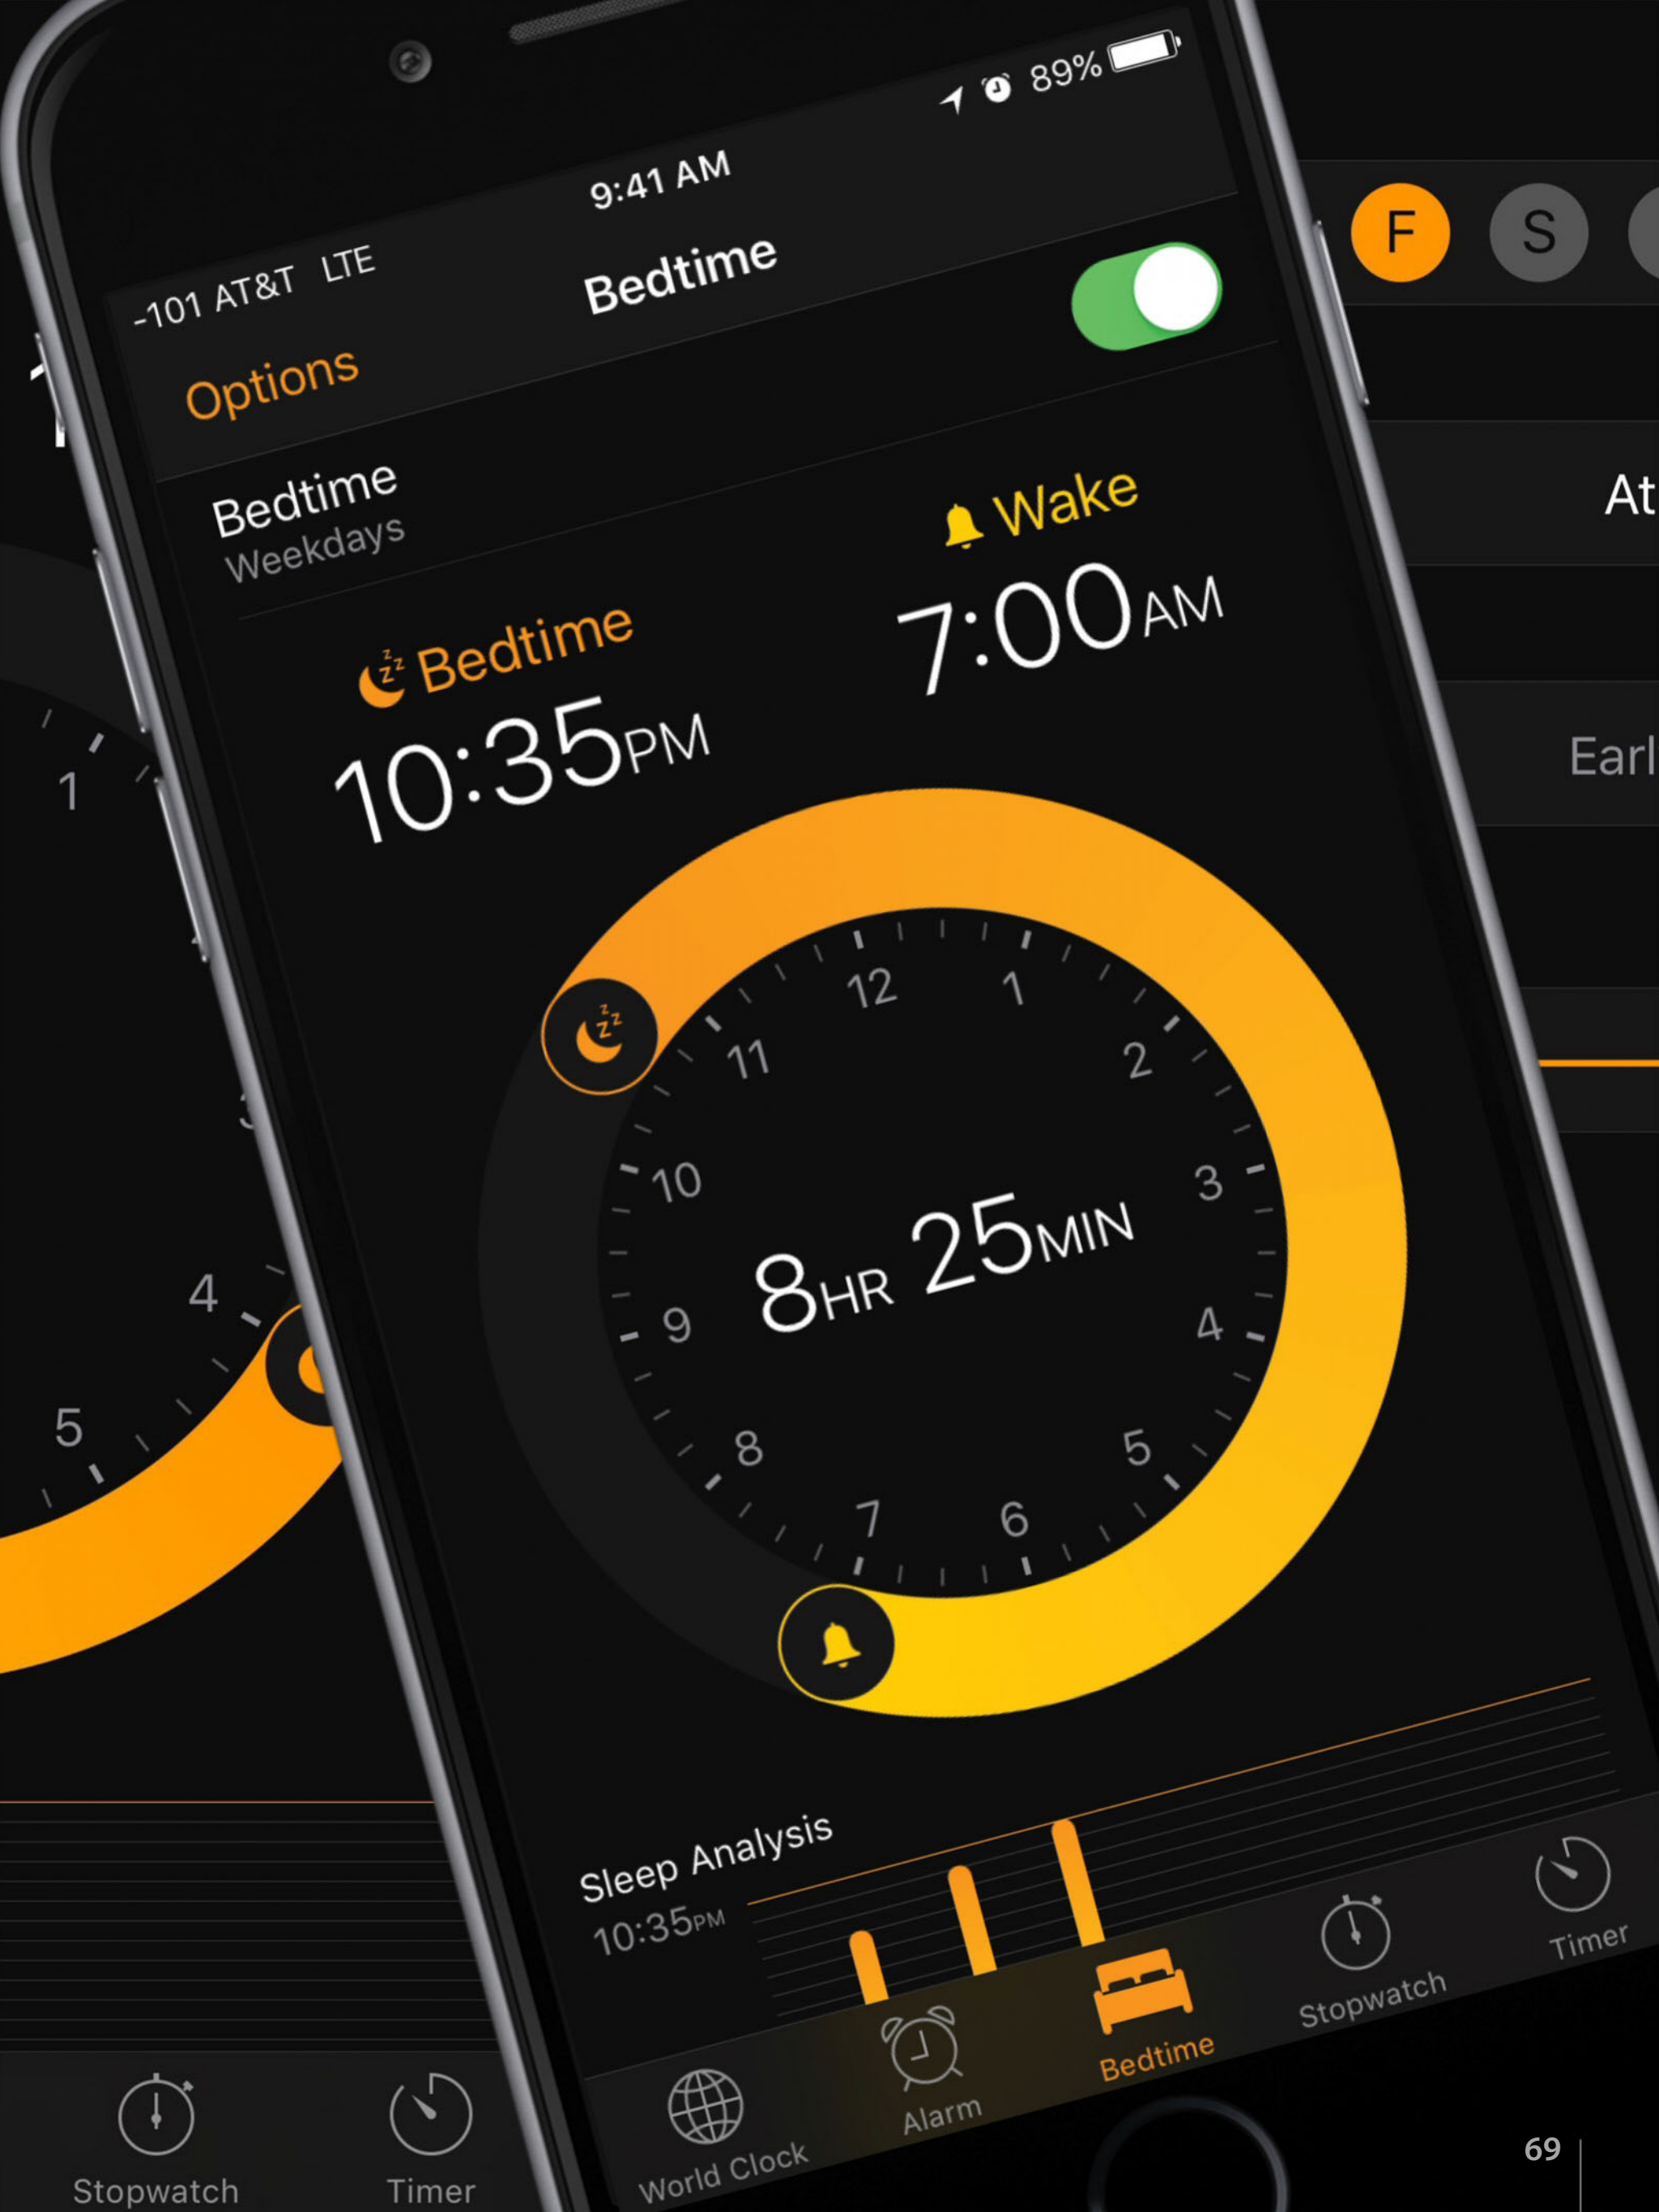 89%
9:41 AM
-101 AT&T LTE
Bedtime
Options
Bedtime
Weekdays
Wake
7:00AM
Bedtime
10:35PM
12
1
2
3
4
5
6
7
8
9
10
11
8HR 25MIN
Sleep Analysis
10:35PM
World Clock
Alarm
Bedtime
Stopwatch
Timer
F
S
At
Earl
1
4
5
Stopwatch
Timer
69